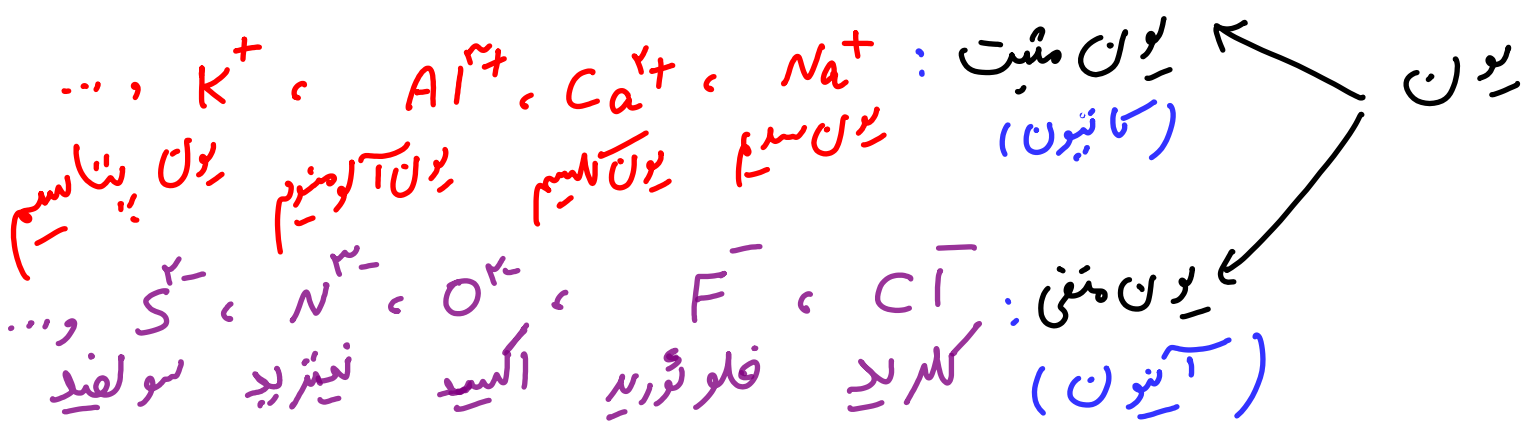 یون
یون مثبت : Na⁺ ، Ca²⁺ ، Al³⁺ ، K⁺ و ...
(کاتیون) یون سدیم یون کلسیم یون آلومینیوم یون پتاسیم
یون منفی : Cl⁻ ، F⁻ ، O²⁻ ، N³⁻ ، S²⁻ و ...
(آنیون) کلرید فلوئورید اکسید نیترید سولفید